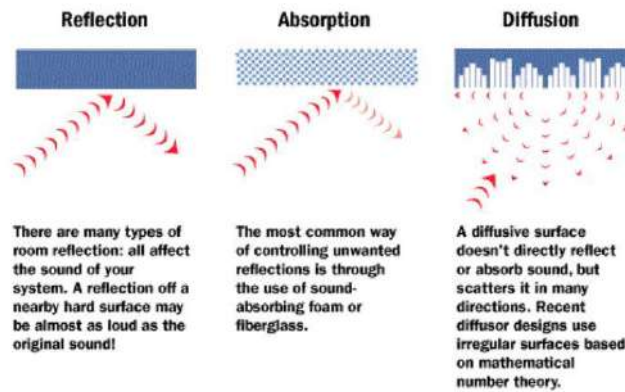 Reflection
There are many types of
room reflection: all affect
the sound of your
system. A reflection off a
nearby hard surface may
be almost as loud as the
original sound!
Absorption
The most common way
of controlling unwanted
reflections is through
the use of sound-
absorbing foam or
fiberglass.
Diffusion
A diffusive surface
doesn't directly reflect
or absorb sound, but
scatters it in many
directions. Recent
diffusor designs use
irregular surfaces based
on mathematical
number theory.